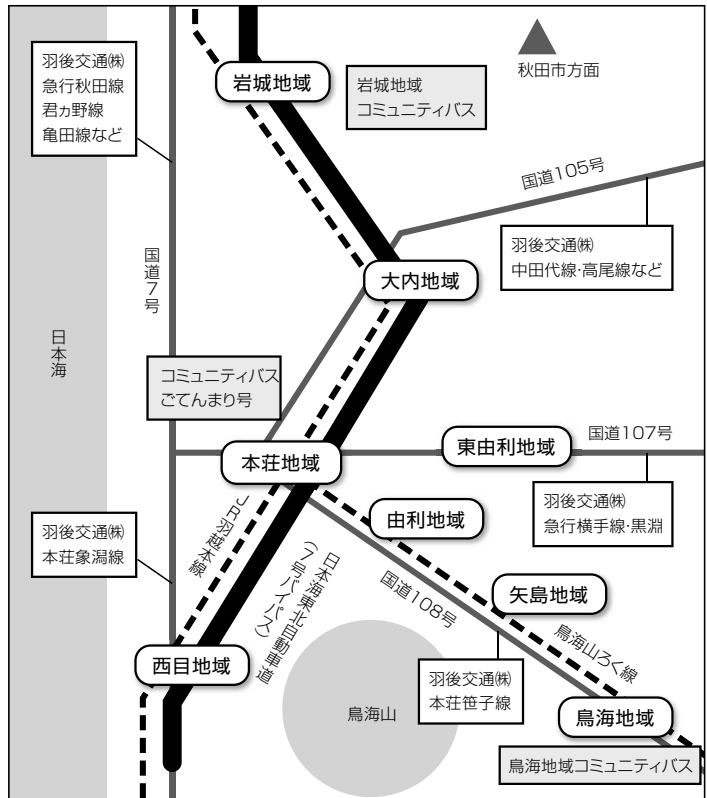 羽後交通㈱
急行秋田線
君ヵ野線
亀田線など
岩城地域
岩城地域
コミュニティバス
秋田市方面
国道105号
羽後交通㈱
中田代線・高尾線など
国道7号
大内地域
日本海
コミュニティバス
ごてんまり号
本荘地域
東由利地域
国道107号
羽後交通㈱
急行横手線・黒淵
羽後交通㈱
本荘象潟線
JR羽越本線
日本海東北自動車道
（7号バイパス）
由利地域
国道108号
矢島地域
鳥海山ろく線
西目地域
鳥海山
羽後交通㈱
本荘笹子線
鳥海地域
鳥海地域コミュニティバス